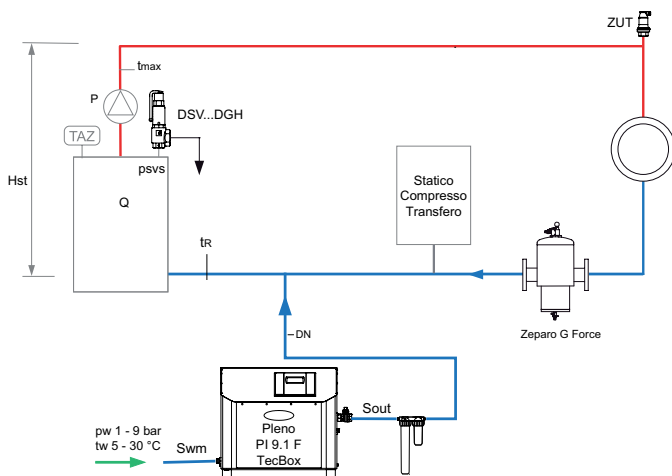 ZUT
tmax
P
DSV...DGH
TAZ
psvs
Hst
Q
Statico
Compresso
Transfero
tR
Zeparo G Force
DN
Pleno
PI 9.1 F
TecBox
Sout
pw 1 - 9 bar
tw 5 - 30 °C
Swm